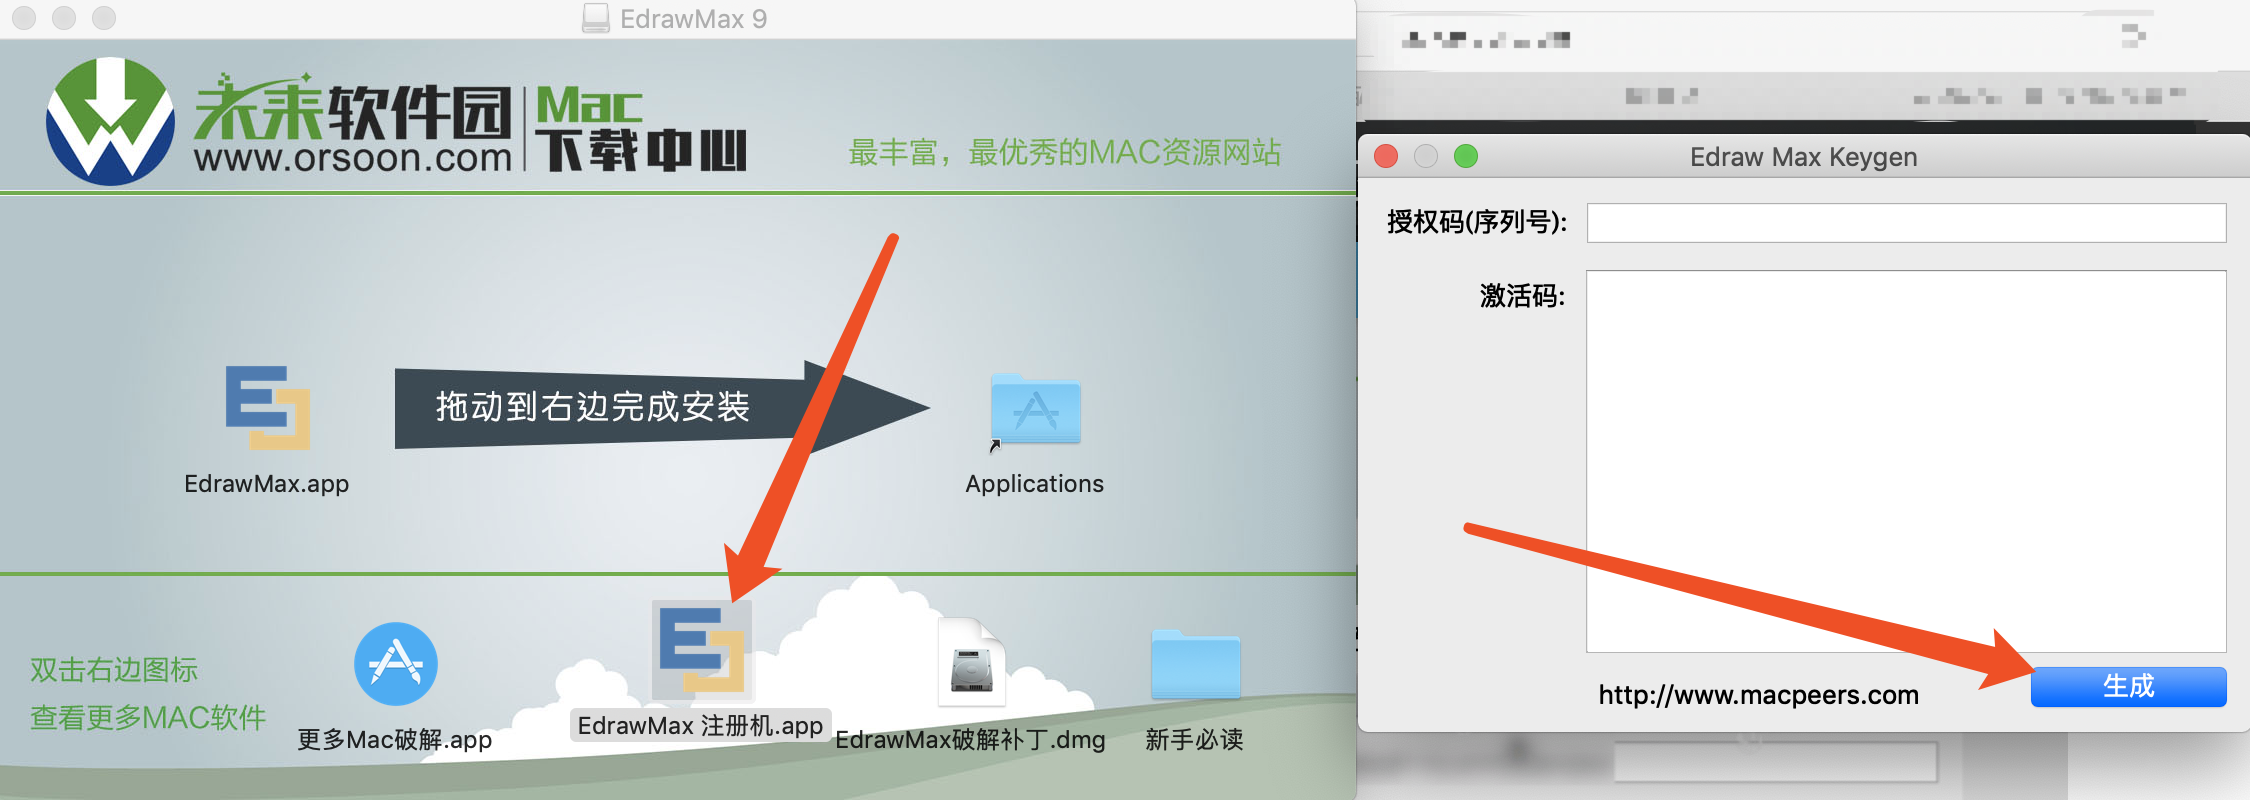 EdrawMax 9
未来软件园
www.orsoon.com
Mac
下载中心
最丰富，最优秀的MAC资源网站
拖动到右边完成安装
EdrawMax.app
Applications
双击右边图标
查看更多MAC软件
更多Mac破解.app
EdrawMax 注册机.app
EdrawMax破解补丁.dmg
新手必读
Edraw Max Keygen
授权码(序列号):
激活码:
http://www.macpeers.com
生成